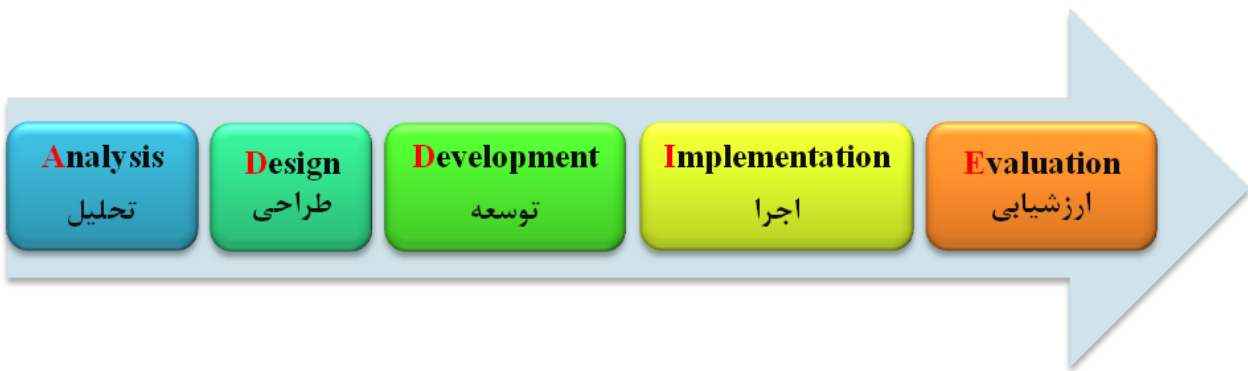 Analysis
تحلیل
Design
طراحی
Development
توسعه
Implementation
اجرا
Evaluation
ارزشیابی